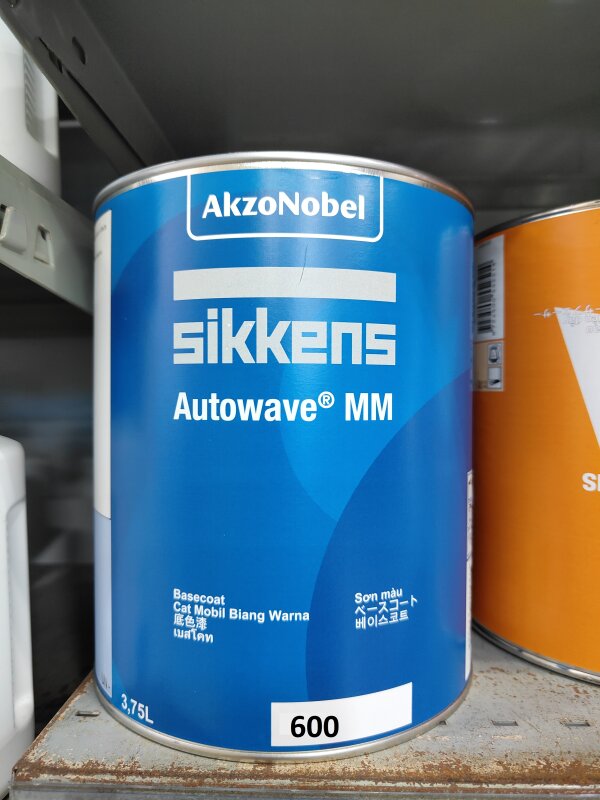 AkzoNobel
sikkens
Autowave® MM
Basecoat
Cat Mobil Biang Warna
底色漆
เบสโคท
Sơn màu
ベースコート
베이스코트
3,75L
600